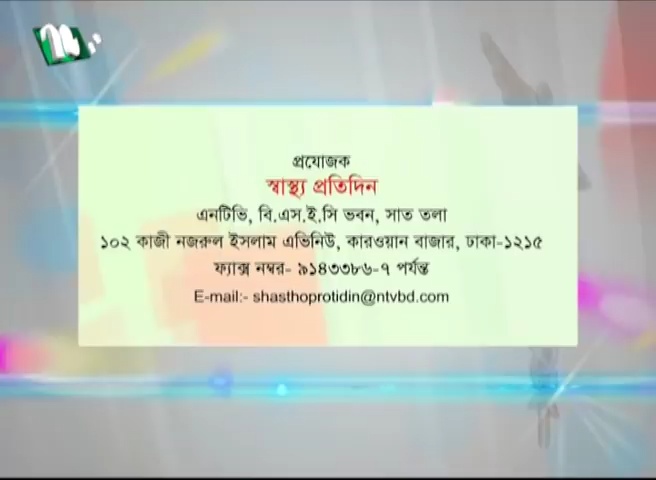 প্রযোজক
স্বাস্থ্য প্রতিদিন
এনটিভি, বি.এস.ই.সি ভবন, সাত তলা
১০২ কাজী নজরুল ইসলাম এভিনিউ, কারওয়ান বাজার, ঢাকা-১২১৫
ফ্যাক্স নম্বর- ৯১৪৩৩৮৬-৭ পর্যন্ত
E-mail:- shasthoprotidin@ntvbd.com